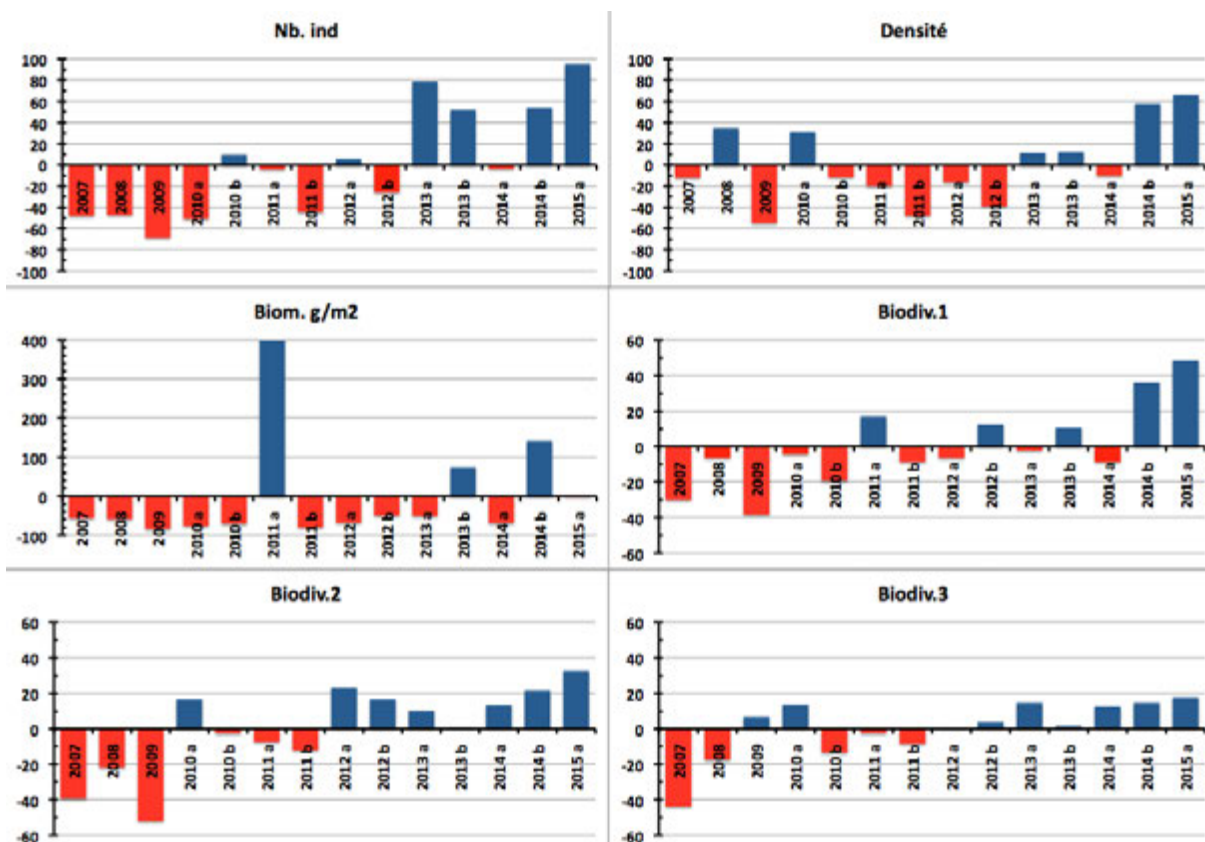 Nb. ind
100
80
60
40
20
0
-20
-40
-60
-80
-100
2007
2008
2009
2010 a
2010 b
2011 a
2011 b
2012 a
2012 b
2013 a
2013 b
2014 a
2014 b
2015 a
Densité
100
80
60
40
20
0
-20
-40
-60
-80
-100
2007
2008
2009
2010 a
2010 b
2011 a
2011 b
2012 a
2012 b
2013 a
2013 b
2014 a
2014 b
2015 a
Biom. g/m2
400
300
200
100
0
-100
2007
2008
2009
2010 a
2010 b
2011 a
2011 b
2012 a
2012 b
2013 a
2013 b
2014 a
2014 b
2015 a
Biodiv.1
60
40
20
0
-20
-40
-60
2007
2008
2009
2010 a
2010 b
2011 a
2011 b
2012 a
2012 b
2013 a
2013 b
2014 a
2014 b
2015 a
Biodiv.2
60
40
20
0
-20
-40
-60
2007
2008
2009
2010 a
2010 b
2011 a
2011 b
2012 a
2012 b
2013 a
2013 b
2014 a
2014 b
2015 a
Biodiv.3
60
40
20
0
-20
-40
-60
2007
2008
2009
2010 a
2010 b
2011 a
2011 b
2012 a
2012 b
2013 a
2013 b
2014 a
2014 b
2015 a